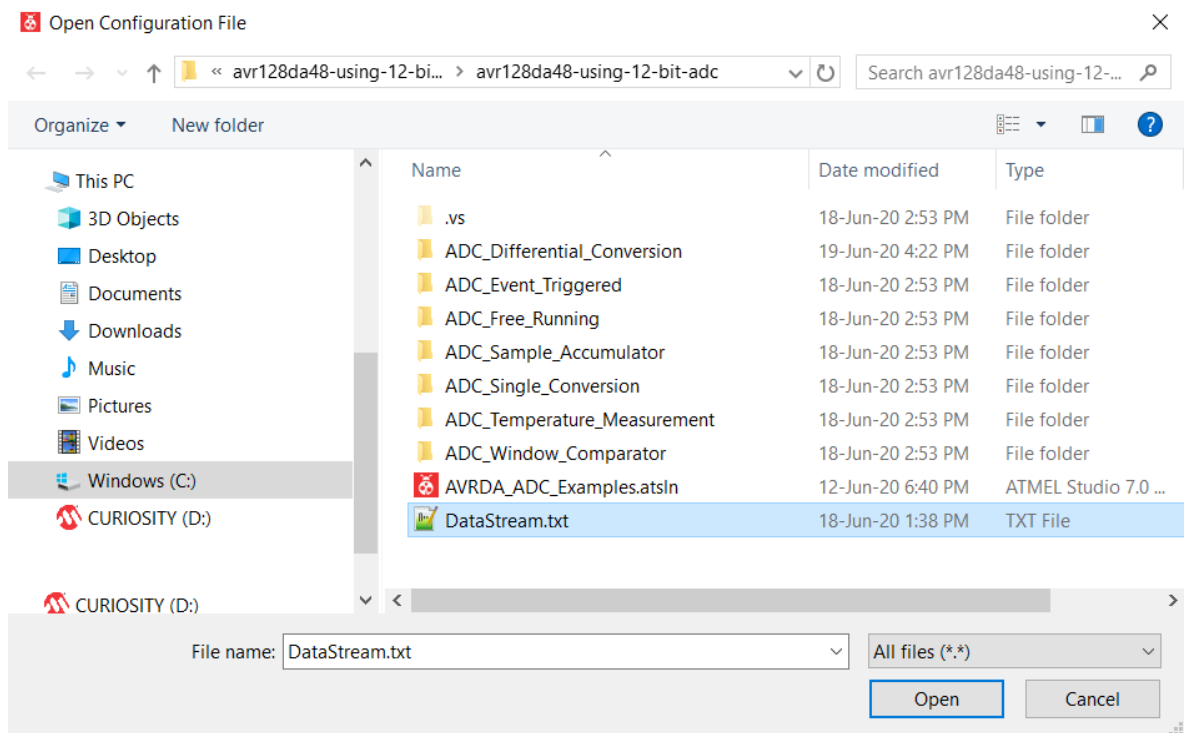 Open Configuration File
« avr128da48-using-12-bi... > avr128da48-using-12-bit-adc
Search avr128da48-using-12-...
Organize New folder
?
This PC
3D Objects
Desktop
Documents
Downloads
Music
Pictures
Videos
Windows (C:)
CURIOSITY (D:)
CURIOSITY (D:)
Name Date modified Type
.vs 18-Jun-20 2:53 PM File folder
ADC_Differential_Conversion 19-Jun-20 4:22 PM File folder
ADC_Event_Triggered 18-Jun-20 2:53 PM File folder
ADC_Free_Running 18-Jun-20 2:53 PM File folder
ADC_Sample_Accumulator 18-Jun-20 2:53 PM File folder
ADC_Single_Conversion 18-Jun-20 2:53 PM File folder
ADC_Temperature_Measurement 18-Jun-20 2:53 PM File folder
ADC_Window_Comparator 18-Jun-20 2:53 PM File folder
AVRDA_ADC_Examples.atsln 12-Jun-20 6:40 PM ATMEL Studio 7.0 ...
DataStream.txt 18-Jun-20 1:38 PM TXT File
File name: DataStream.txt All files (*.*)
Open Cancel